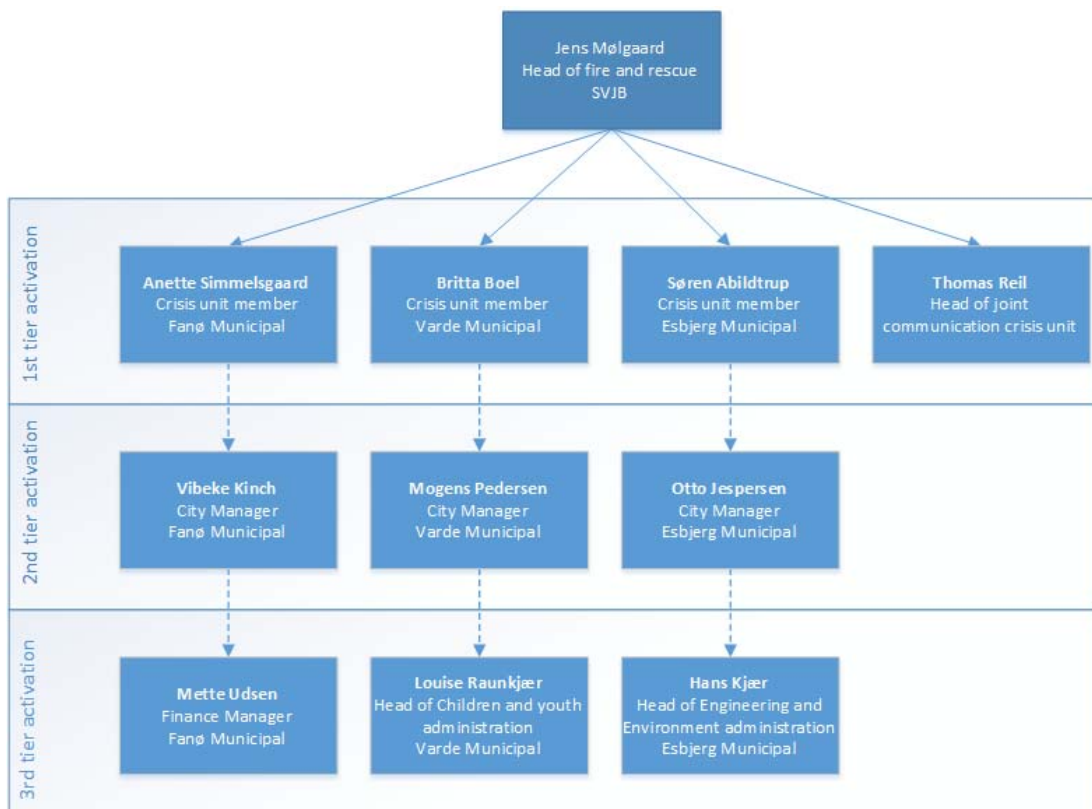 Jens Mølgaard
Head of fire and rescue
SVJB
1st tier activation
Anette Simmelsgaard
Crisis unit member
Fanø Municipal
Britta Boel
Crisis unit member
Varde Municipal
Søren Abildtrup
Crisis unit member
Esbjerg Municipal
Thomas Reil
Head of joint
communication crisis unit
2nd tier activation
Vibeke Kinch
City Manager
Fanø Municipal
Mogens Pedersen
City Manager
Varde Municipal
Otto Jespersen
City Manager
Esbjerg Municipal
3rd tier activation
Mette Udsen
Finance Manager
Fanø Municipal
Louise Raunkjær
Head of Children and youth
administration
Varde Municipal
Hans Kjær
Head of Engineering and
Environment administration
Esbjerg Municipal